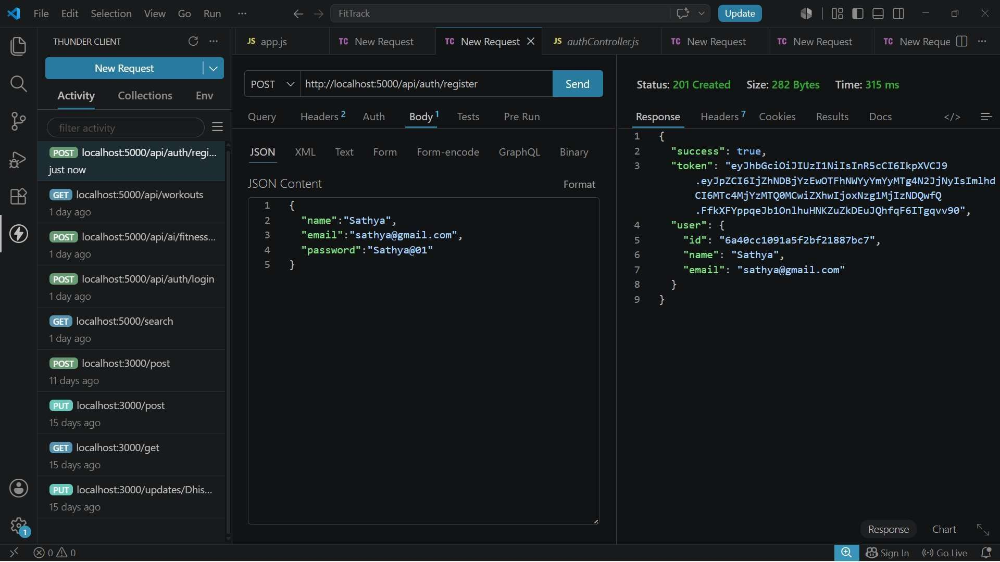 File Edit Selection View Go Run ···
FitTrack
Update
THUNDER CLIENT
JS app.js
TC New Request
TC New Request
JS authController.js
TC New Request
TC New Request
TC New Reque
New Request
Activity Collections Env
filter activity
POST localhost:5000/api/auth/regi...
just now
GET localhost:5000/api/workouts
1 day ago
POST localhost:5000/api/ai/fitness...
1 day ago
POST localhost:5000/api/auth/login
1 day ago
GET localhost:5000/search
1 day ago
POST localhost:3000/post
11 days ago
PUT localhost:3000/post
15 days ago
GET localhost:3000/get
15 days ago
PUT localhost:3000/updates/Dhis...
15 days ago
1
POST http://localhost:5000/api/auth/register Send
Query Headers 2 Auth Body 1 Tests Pre Run
JSON XML Text Form Form-encode GraphQL Binary
JSON Content Format
1 {
2 "name":"Sathya",
3 "email":"sathya@gmail.com",
4 "password":"Sathya@01"
5 }
Status: 201 Created Size: 282 Bytes Time: 315 ms
Response Headers 7 Cookies Results Docs </>
1 {
2 "success": true,
3 "token": "eyJhbGciOiJIUzI1NiIsInR5cCI6IkpXVCJ9
.eyJpZCI6IjZhNDBjYzEwOTFhNWYyYmYyMTg4N2JjNyIsImlhd
CI6MTc4MjYzMTQ0MCwiZXhwIjoxNzg1MjIzNDQwfQ
.FfkXFYppqeJb1OnlhuHNKZuZkDEuJQhfqF6ITgqvv90",
4 "user": {
5 "id": "6a40cc1091a5f2bf21887bc7",
6 "name": "Sathya",
7 "email": "sathya@gmail.com"
8 }
9 }
Response Chart
0 0
Sign In Go Live